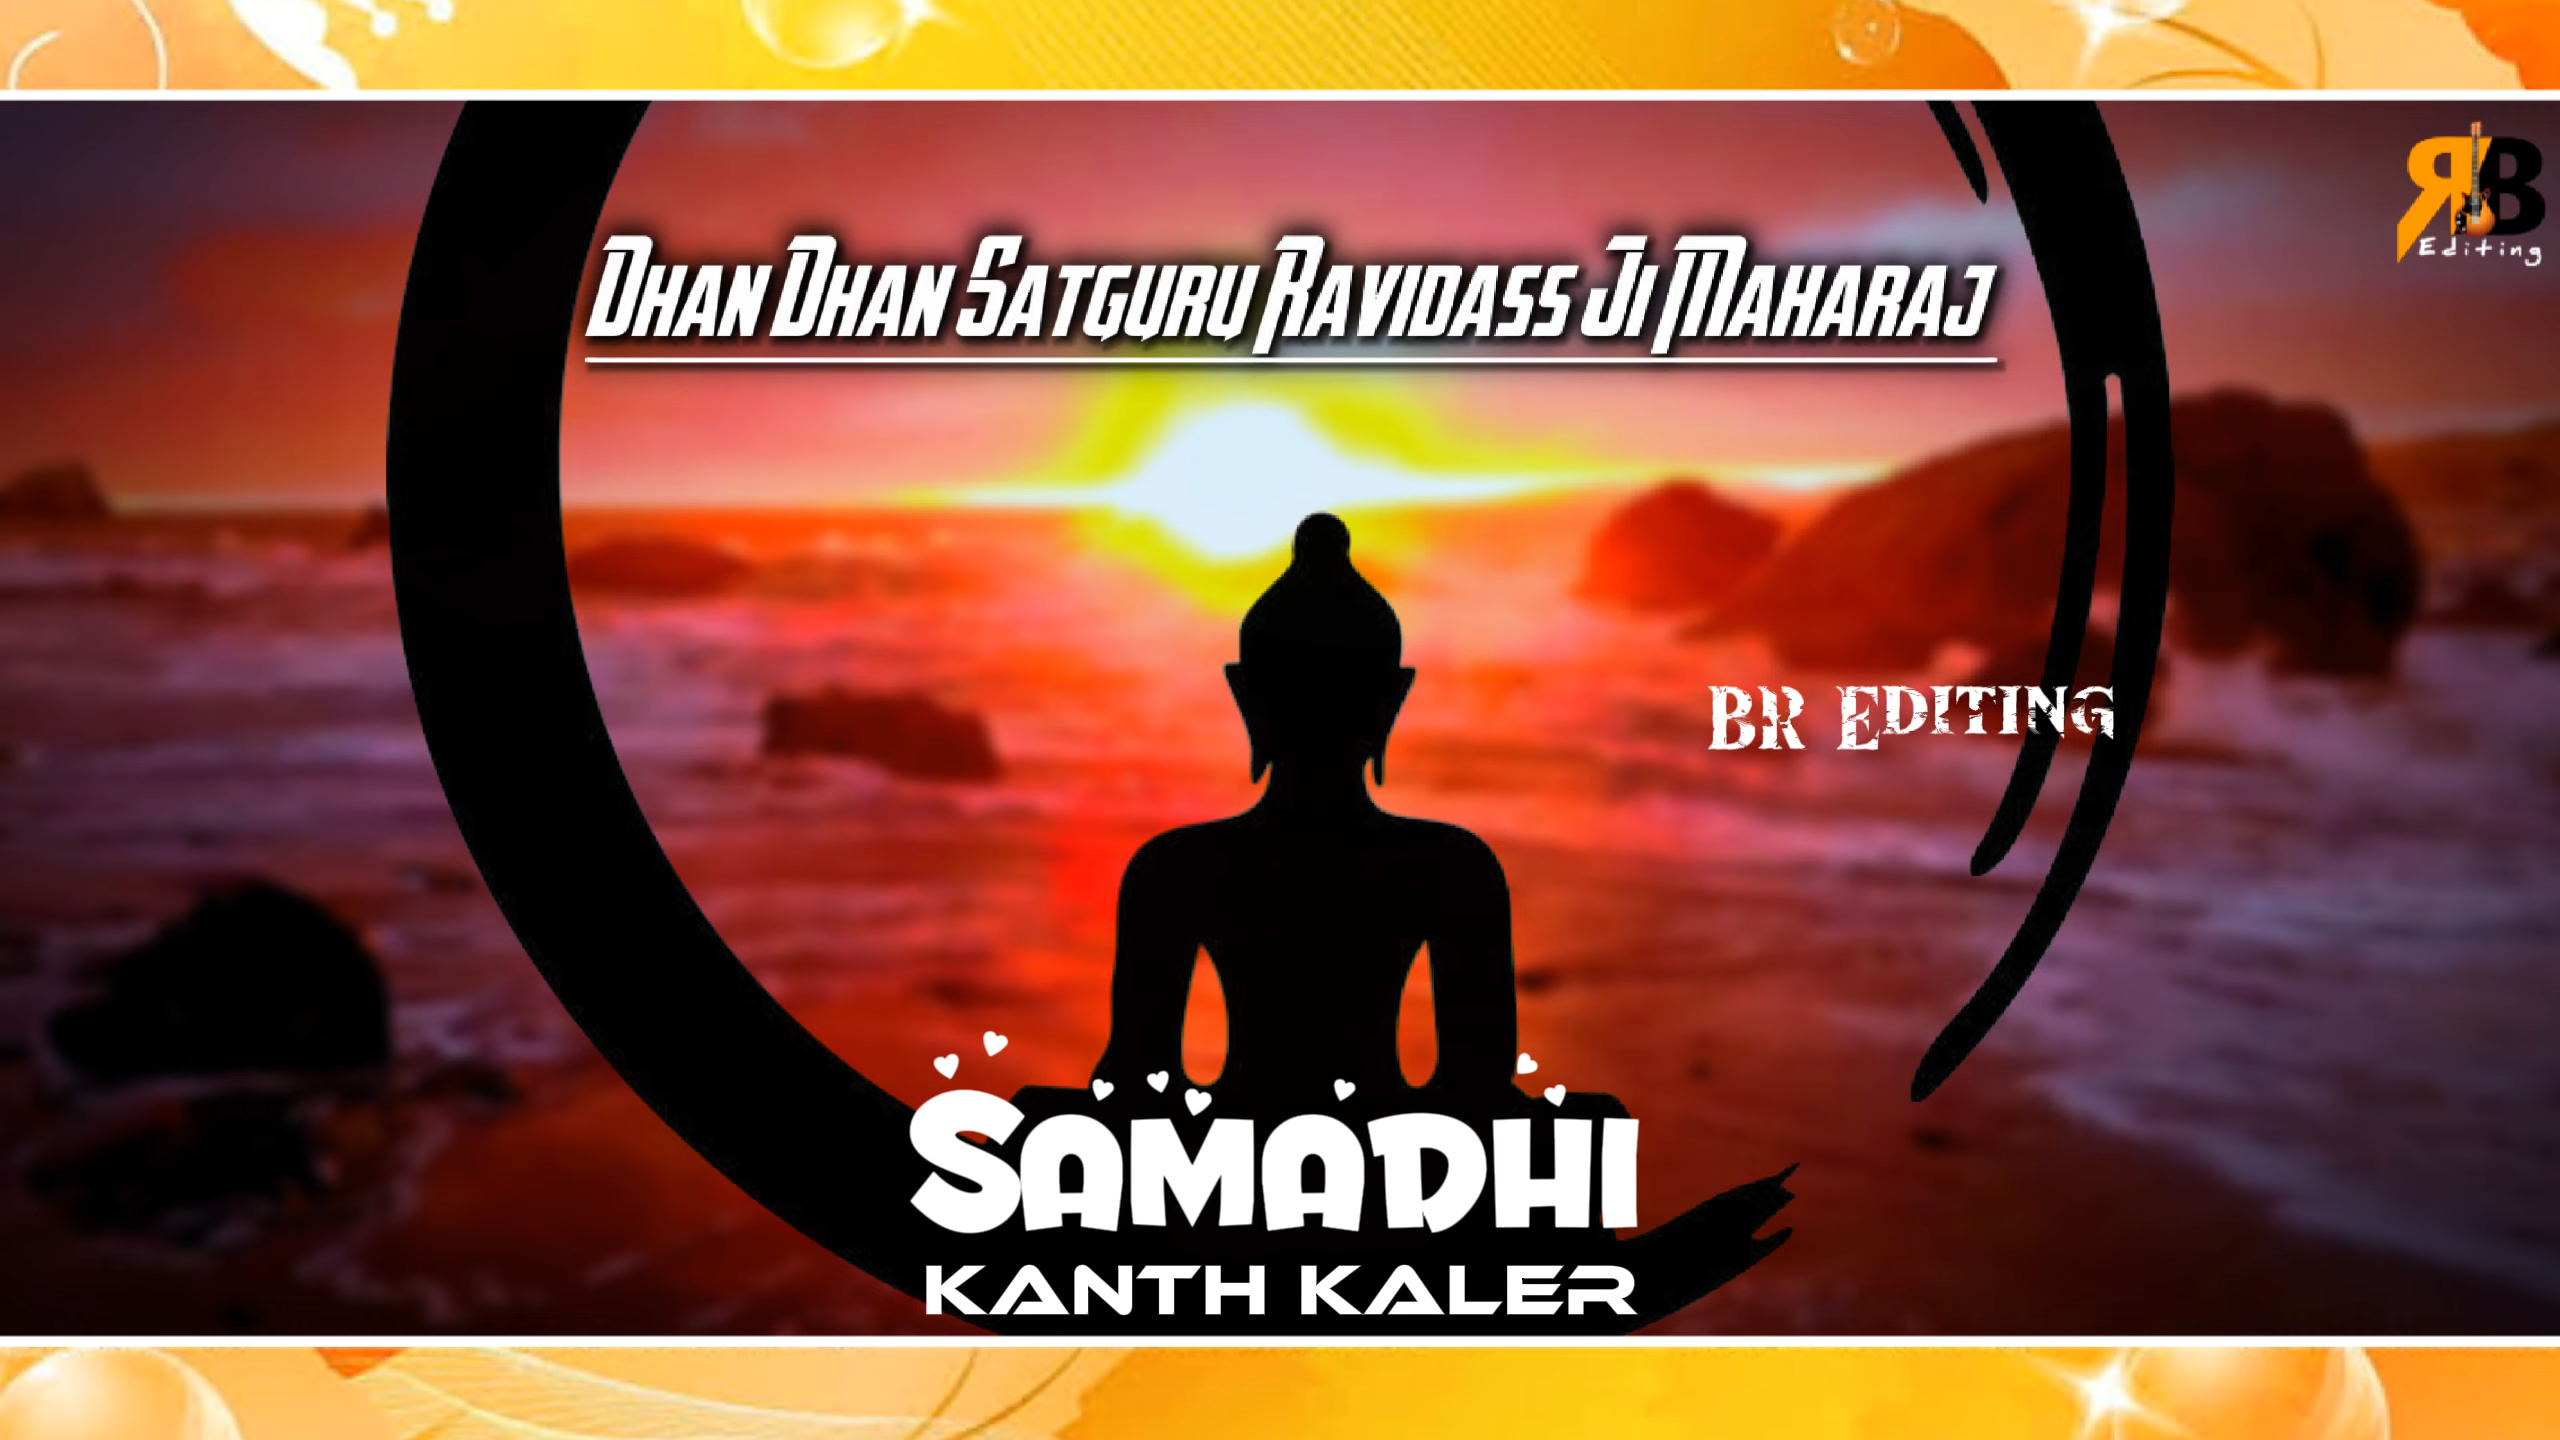 RB
Editing
Dhan Dhan Satguru Ravidass Ji Maharaj
BR Editing
SAMADHI
KANTH KALER